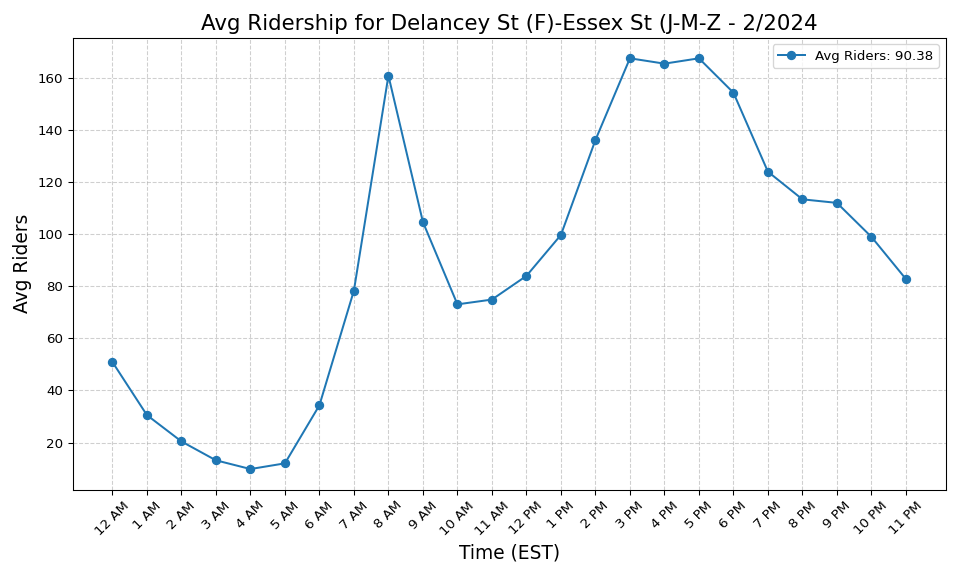 Avg Ridership for Delancey St (F)-Essex St (J-M-Z - 2/2024
Avg Riders: 90.38
Avg Riders
160
140
120
100
80
60
40
20
12 AM
1 AM
2 AM
3 AM
4 AM
5 AM
6 AM
7 AM
8 AM
9 AM
10 AM
11 AM
12 PM
1 PM
2 PM
3 PM
4 PM
5 PM
6 PM
7 PM
8 PM
9 PM
10 PM
11 PM
Time (EST)